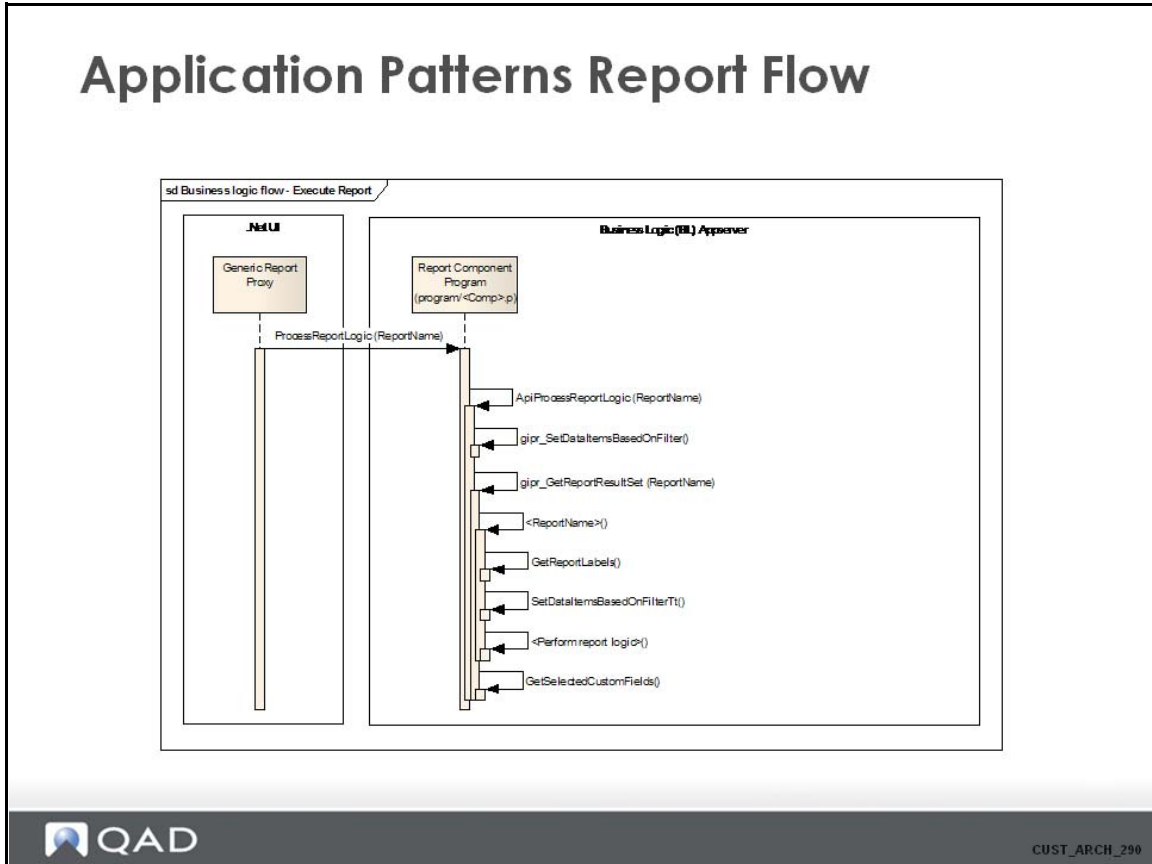 Application Patterns Report Flow
sd Business logic flow - Execute Report
.Net UI
Business Logic (BL) Appserver
Generic Report
Proxy
Report Component
Program
(program/<Comp>.p)
ProcessReportLogic (ReportName)
ApiProcessReportLogic (ReportName)
gipr_SetDataItemsBasedOnFilter()
gipr_GetReportResultSet (ReportName)
<ReportName>()
GetReportLabels()
SetDataItemsBasedOnFilterTt()
<Perform report logic>()
GetSelectedCustomFields()
QAD
CUST_ARCH_290